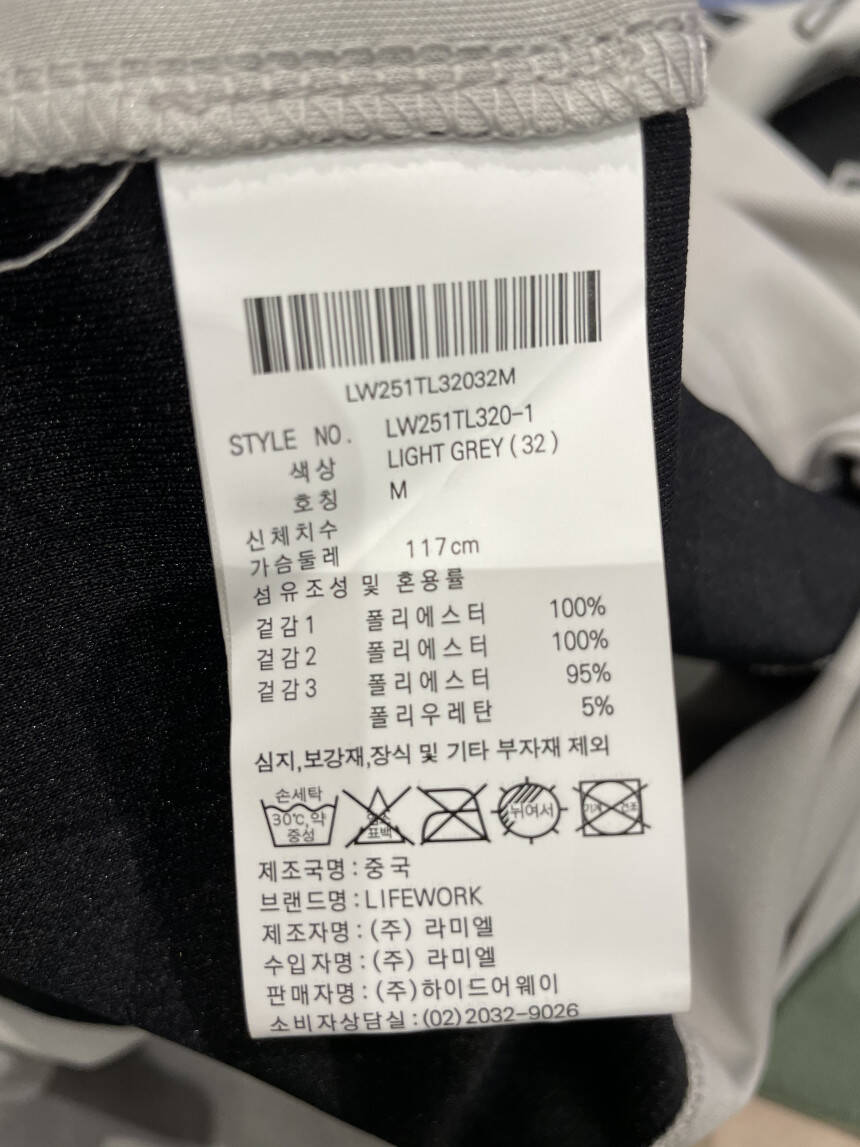 LW251TL32032M
STYLE NO. LW251TL320-1
색상 LIGHT GREY(32)
호칭 M
신체치수
가슴둘레 117cm
섬유조성 및 혼용률
겉감1 폴리에스터 100%
겉감2 폴리에스터 100%
겉감3 폴리에스터 95%
폴리우레탄 5%
심지,보강재,장식 및 기타 부자재 제외
손세탁
30℃,약
중성
염소
표백
뉘여서
기계 건조
제조국명:중국
브랜드명:LIFEWORK
제조자명:(주) 라미엘
수입자명:(주) 라미엘
판매자명:(주)하이드어웨이
소비자상담실:(02)2032-9026